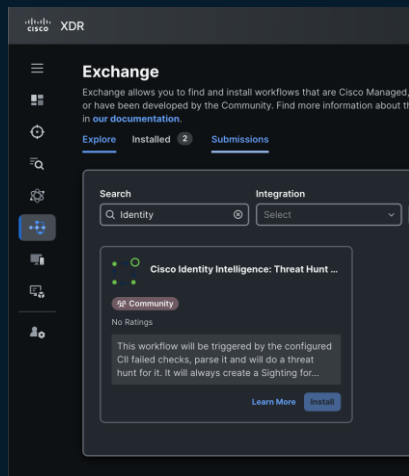 cisco XDR
Exchange
Exchange allows you to find and install workflows that are Cisco Managed,
or have been developed by the Community. Find more information about
in our documentation.
Explore Installed 2 Submissions
Search Integration
Identity Select
Cisco Identity Intelligence: Threat Hunt ...
Community
No Ratings
This workflow will be triggered by the configured
CII failed checks, parse it and will do a threat
hunt for it. It will always create a Sighting for...
Learn More Install